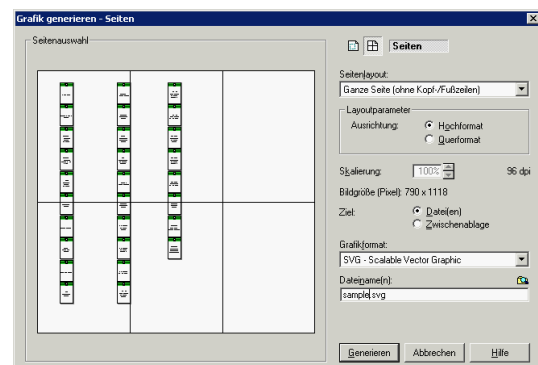 Grafik generieren - Seiten
Seitenauswahl
Seiten
Seitenlayout:
Ganze Seite (ohne Kopf-/Fußzeilen)
Layoutparameter
Ausrichtung:
Hochformat
Querformat
Skalierung:
100%
96 dpi
Bildgröße (Pixel): 790 x 1118
Ziel:
Datei(en)
Zwischenablage
Grafikformat:
SVG - Scalable Vector Graphic
Dateiname(n):
sample.svg
Generieren
Abbrechen
Hilfe